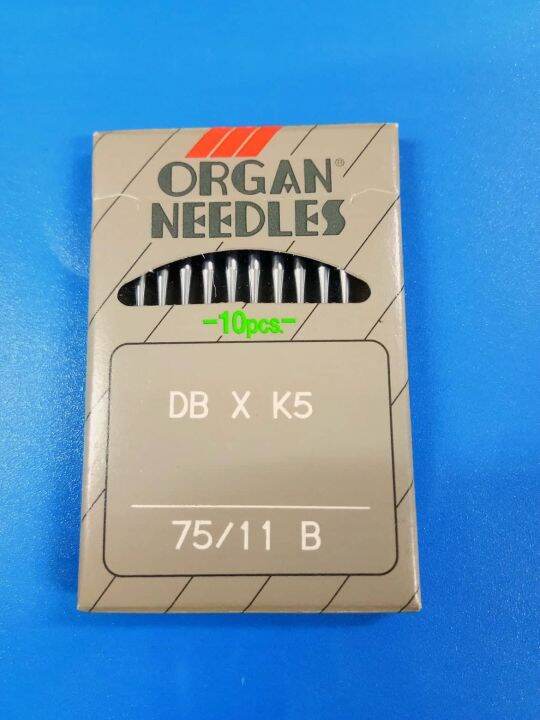 ORGAN®
NEEDLES
-10pcs.-
DB X K5
75/11 B